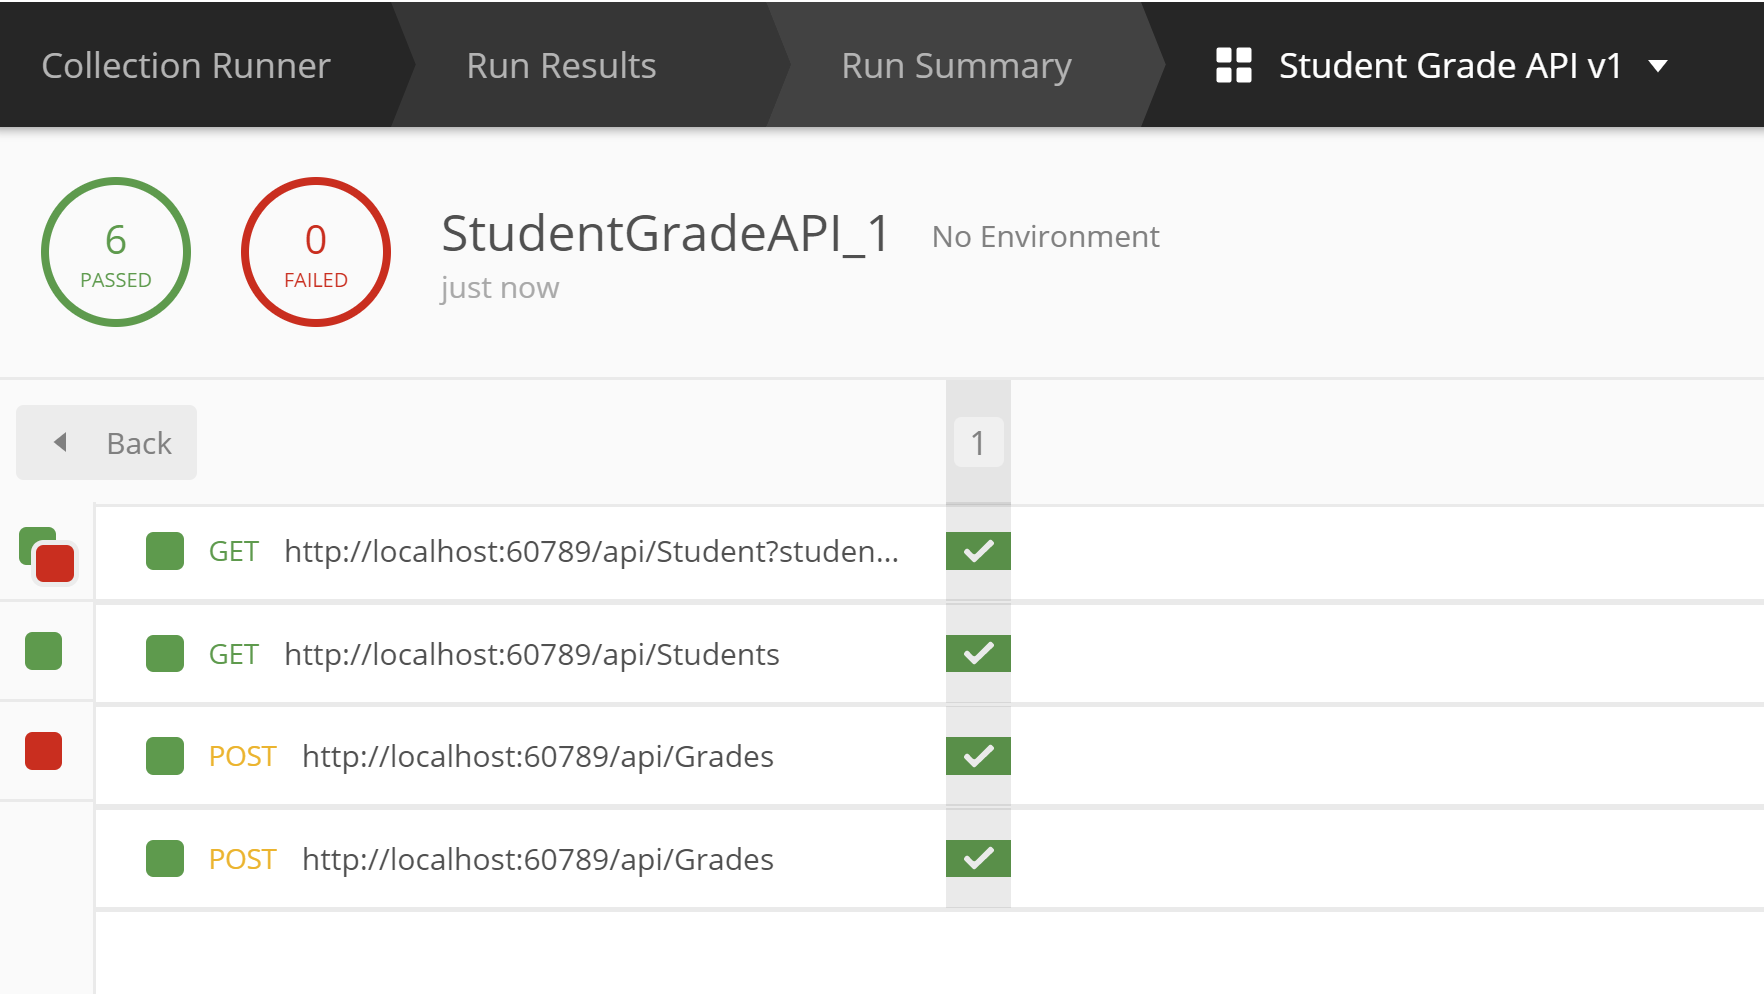 Collection Runner Run Results Run Summary Student Grade API v1
6 PASSED
0 FAILED
StudentGradeAPI_1 No Environment
just now
Back 1
GET http://localhost:60789/api/Student?studen...
GET http://localhost:60789/api/Students
POST http://localhost:60789/api/Grades
POST http://localhost:60789/api/Grades